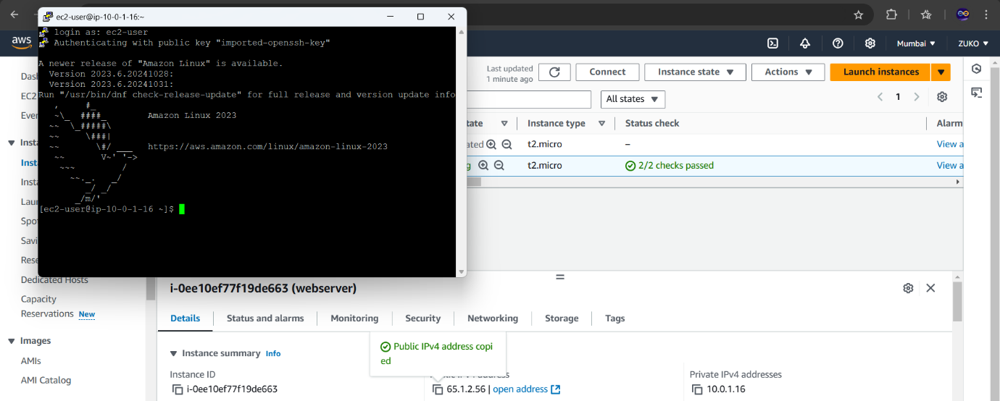 ec2-user@ip-10-0-1-16:~
login as: ec2-user
Authenticating with public key "imported-openssh-key"
A newer release of "Amazon Linux" is available.
Version 2023.6.20241028:
Version 2023.6.20241031:
Run "/usr/bin/dnf check-release-update" for full release and version update info
,     #_
~\_  ####_        Amazon Linux 2023
~~  \_#####\
~~     \###|
~~       \#/ ___   https://aws.amazon.com/linux/amazon-linux-2023
~~       V~' '->
~~~         /
~~._.   _/
_/ _/
_/m/'
[ec2-user@ip-10-0-1-16 ~]$
aws
Mumbai ▼
ZUKO ▼
Last updated
1 minute ago
Connect
Instance state ▼
Actions ▼
Launch instances
All states ▼
1
tate
Instance type
Status check
Alarm
ated
t2.micro
–
View a
g
t2.micro
2/2 checks passed
View a
Das
EC2
Ever
Insta
Insta
Insta
Laun
Spot
Savi
Rese
Dedicated Hosts
Capacity
Reservations New
Images
AMIs
AMI Catalog
i-0ee10ef77f19de663 (webserver)
Details
Status and alarms
Monitoring
Security
Networking
Storage
Tags
Public IPv4 address copi
ed
Instance summary Info
Instance ID
i-0ee10ef77f19de663
65.1.2.56 | open address
Private IPv4 addresses
10.0.1.16